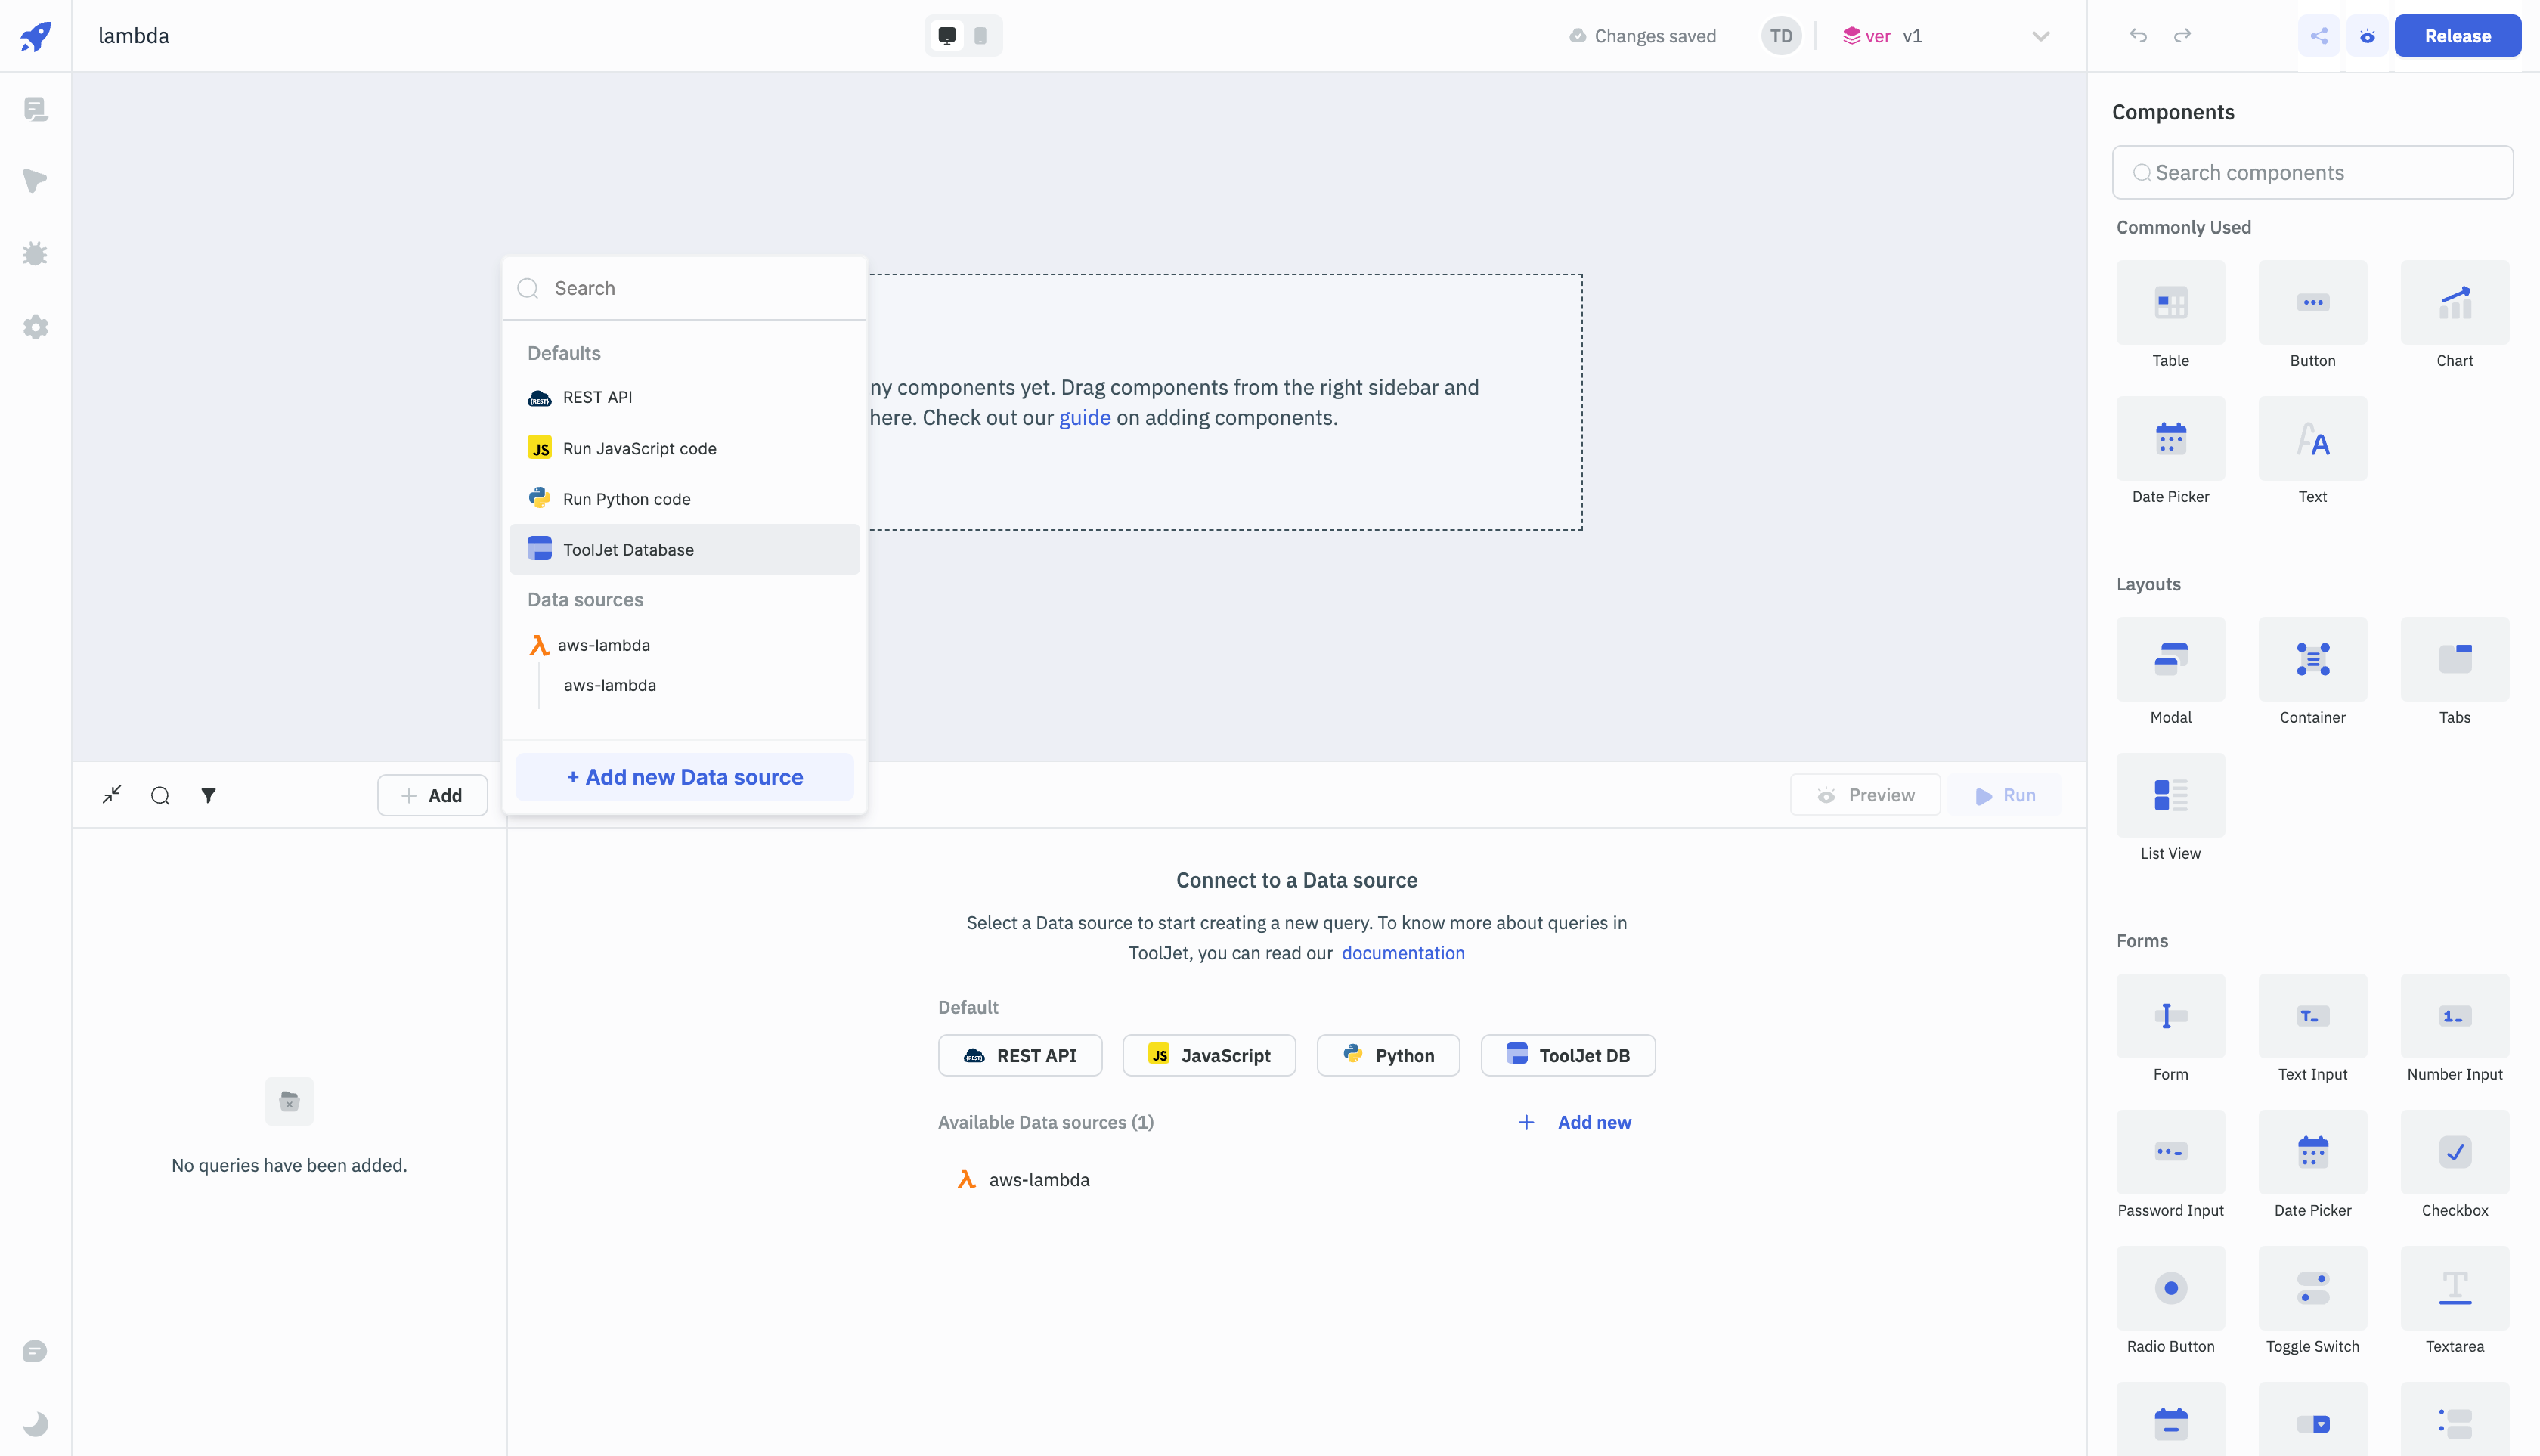 lambda
Changes saved
TD
ver v1
Release
Components
Search components
Commonly Used
Table
Button
Chart
Date Picker
Text
Layouts
Modal
Container
Tabs
List View
Forms
Form
Text Input
Number Input
Password Input
Date Picker
Checkbox
Radio Button
Toggle Switch
Textarea
ny components yet. Drag components from the right sidebar and
here. Check out our guide on adding components.
Search
Defaults
REST API
JS Run JavaScript code
Run Python code
ToolJet Database
Data sources
aws-lambda
aws-lambda
+ Add new Data source
Add
Preview
Run
No queries have been added.
Connect to a Data source
Select a Data source to start creating a new query. To know more about queries in
ToolJet, you can read our documentation
Default
REST API
JS JavaScript
Python
ToolJet DB
Available Data sources (1)
+ Add new
aws-lambda